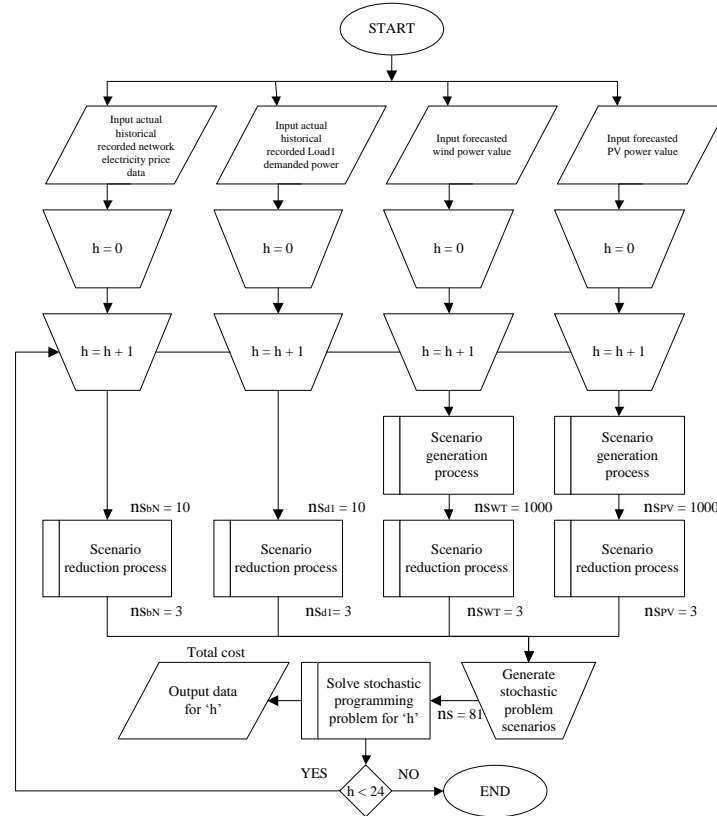 START
Input actual
historical
recorded network
electricity price
data
Input actual
historical
recorded Load1
demanded power
Input forecasted
wind power value
Input forecasted
PV power value
h = 0
h = 0
h = 0
h = 0
h = h + 1
h = h + 1
h = h + 1
h = h + 1
Scenario
generation
process
Scenario
generation
process
nsbN = 10
nsd1 = 10
nsWT = 1000
nsPV = 1000
Scenario
reduction process
Scenario
reduction process
Scenario
reduction process
Scenario
reduction process
nsbN = 3
nsd1= 3
nsWT = 3
nsPV = 3
Total cost
Output data
for ‘h’
Solve stochastic
programming
problem for ‘h’
ns = 81
Generate
stochastic
problem
scenarios
YES
NO
h < 24
END